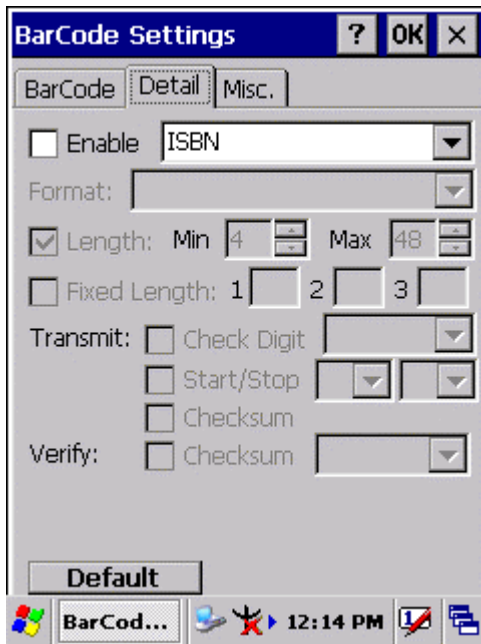 BarCode Settings ? OK ×
BarCode Detail Misc.
Enable ISBN
Format:
Length: Min 4 Max 48
Fixed Length: 1 2 3
Transmit: Check Digit
Start/Stop
Checksum
Verify: Checksum
Default
BarCod... 12:14 PM 1